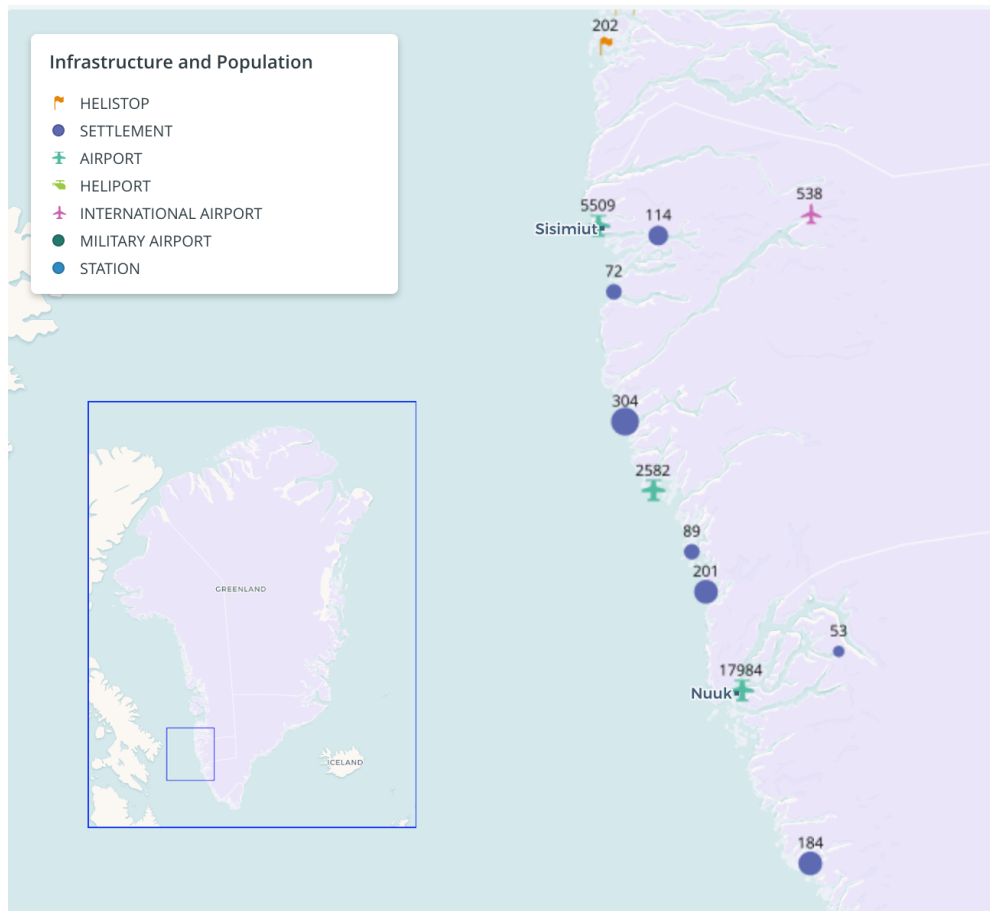 202
Infrastructure and Population
HELISTOP
SETTLEMENT
AIRPORT
HELIPORT
INTERNATIONAL AIRPORT
MILITARY AIRPORT
STATION
538
5509
114
Sisimiut
72
304
2582
89
201
GREENLAND
53
17984
Nuuk
ICELAND
184